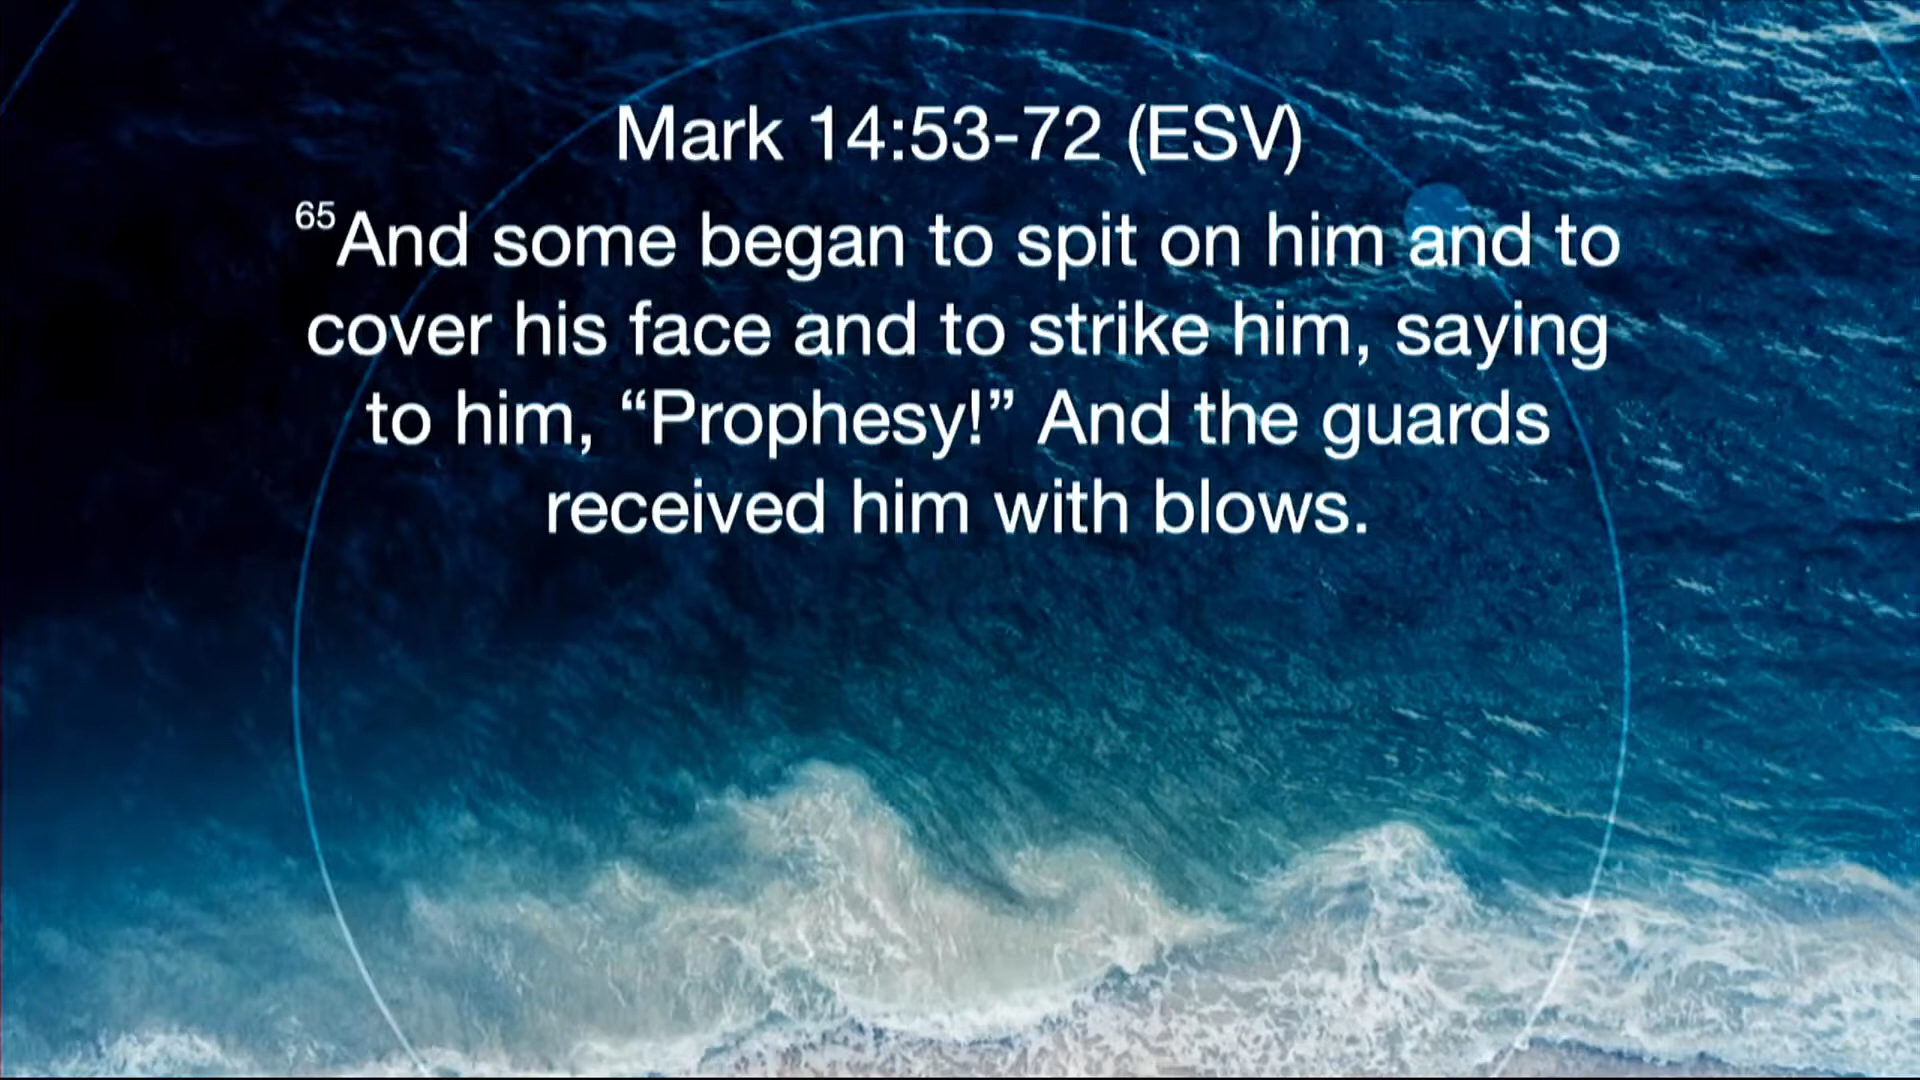 Mark 14:53-72 (ESV)
65And some began to spit on him and to
cover his face and to strike him, saying
to him, “Prophesy!” And the guards
received him with blows.